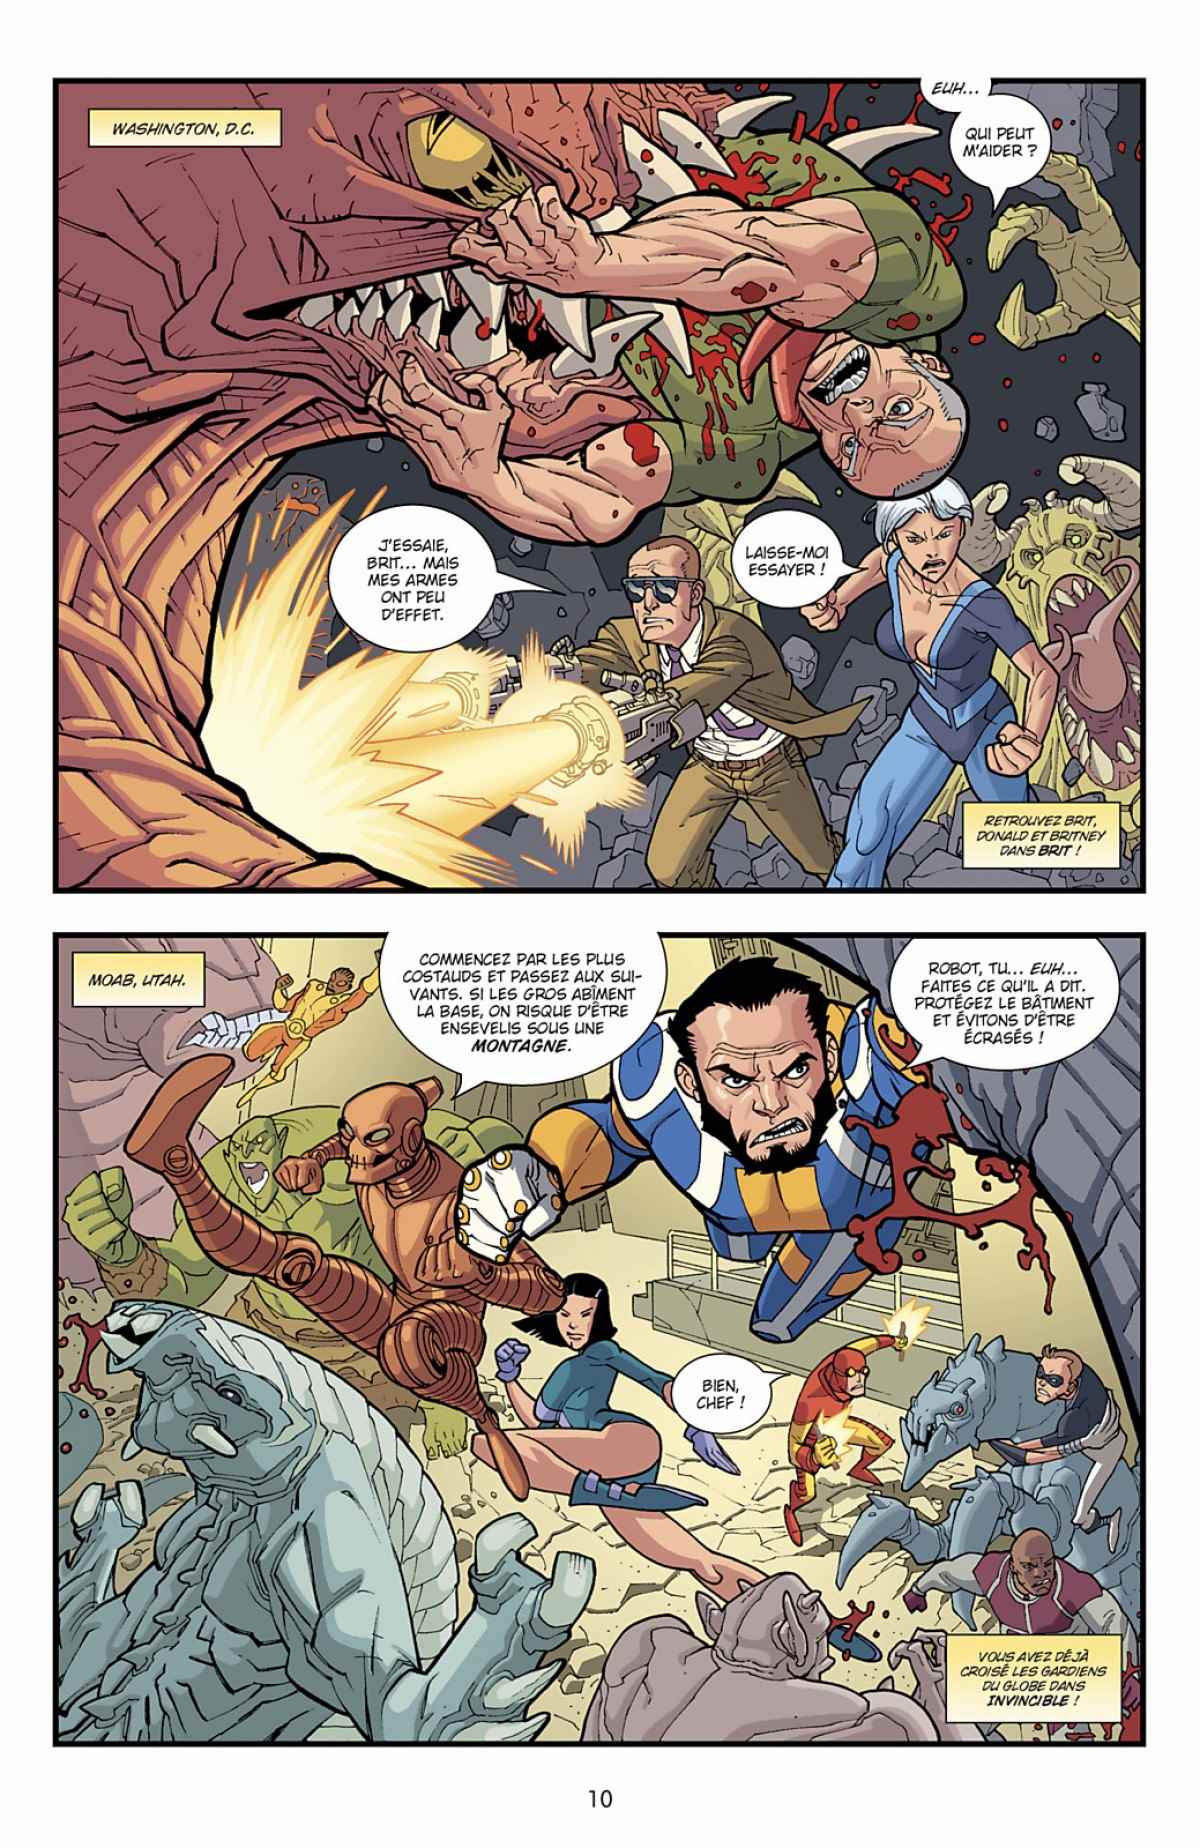 WASHINGTON, D.C.
EUH...
QUI PEUT
M'AIDER ?
J'ESSAIE,
BRIT... MAIS
MES ARMES
ONT PEU
D'EFFET.
LAISSE-MOI
ESSAYER !
RETROUVEZ BRIT,
DONALD ET BRITNEY
DANS BRIT !
MOAB, UTAH.
COMMENCEZ PAR LES PLUS
COSTAUDS ET PASSEZ AUX SUI-
VANTS. SI LES GROS ABÎMENT
LA BASE, ON RISQUE D'ÊTRE
ENSEVELIS SOUS UNE
MONTAGNE.
ROBOT, TU... EUH...
FAITES CE QU'IL A DIT.
PROTÉGEZ LE BÂTIMENT
ET ÉVITONS D'ÊTRE
ÉCRASÉS !
BIEN,
CHEF !
VOUS AVEZ DÉJÀ
CROISÉ LES GARDIENS
DU GLOBE DANS
INVINCIBLE !
10